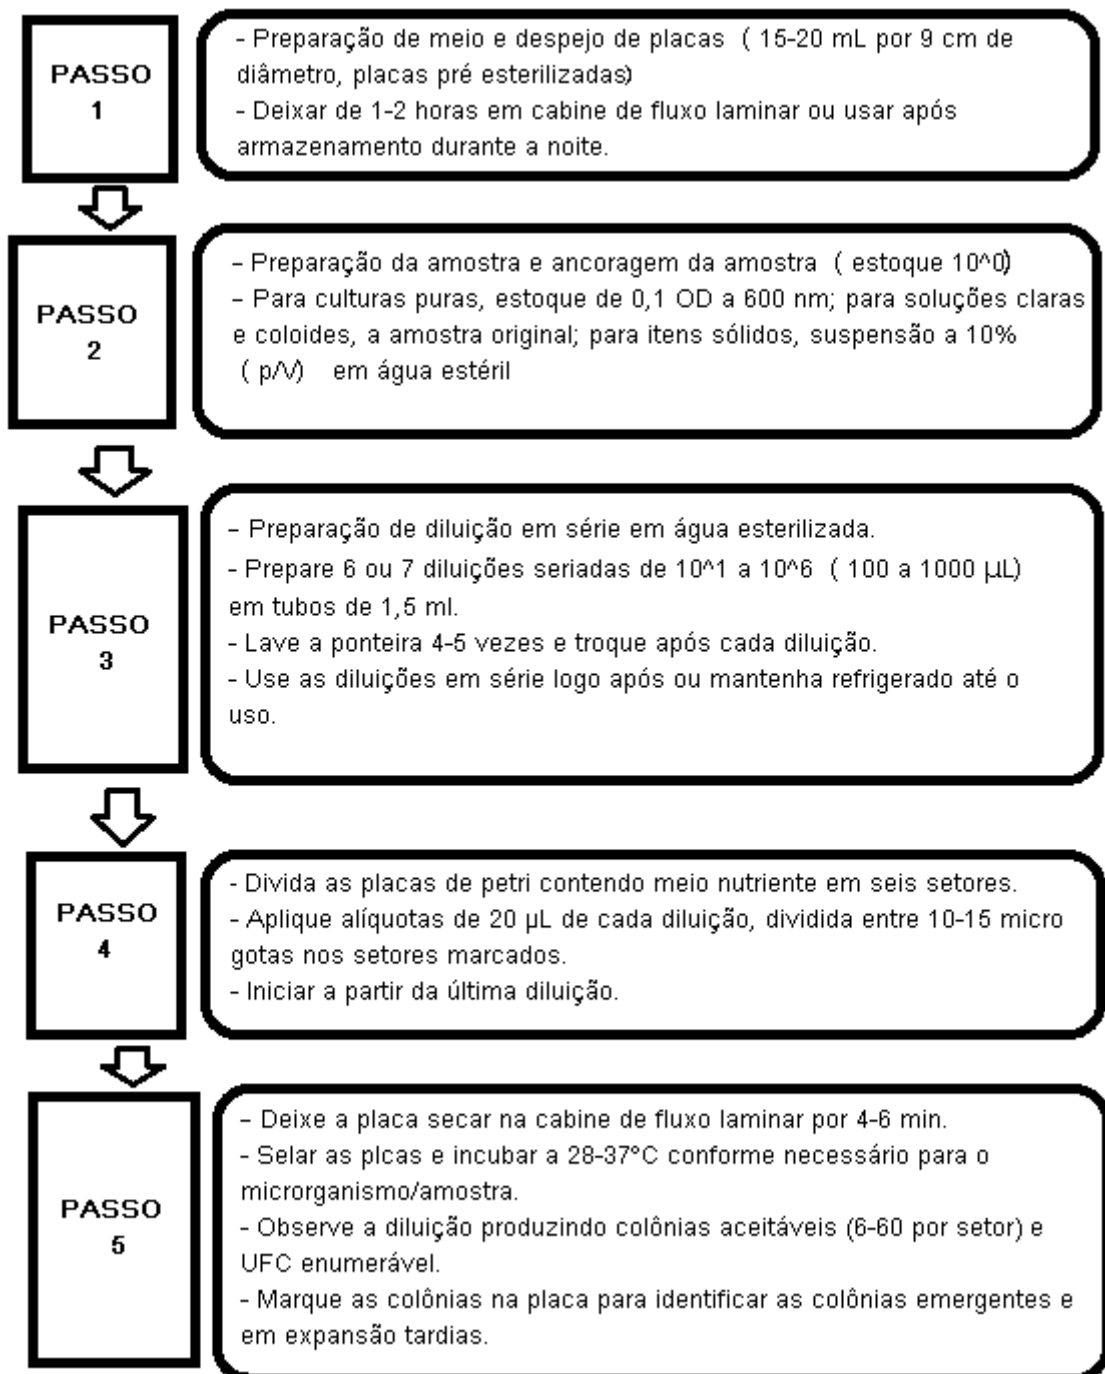 PASSO
1
- Preparação de meio e despejo de placas ( 15-20 mL por 9 cm de
diâmetro, placas pré esterilizadas)
- Deixar de 1-2 horas em cabine de fluxo laminar ou usar após
armazenamento durante a noite.
PASSO
2
- Preparação da amostra e ancoragem da amostra ( estoque 10^0)
- Para culturas puras, estoque de 0,1 OD a 600 nm; para soluções claras
e coloides, a amostra original; para itens sólidos, suspensão a 10%
( p/V) em água estéril
PASSO
3
- Preparação de diluição em série em água esterilizada.
- Prepare 6 ou 7 diluições seriadas de 10^1 a 10^6 ( 100 a 1000 µL)
em tubos de 1,5 ml.
- Lave a ponteira 4-5 vezes e troque após cada diluição.
- Use as diluições em série logo após ou mantenha refrigerado até o
uso.
PASSO
4
- Divida as placas de petri contendo meio nutriente em seis setores.
- Aplique alíquotas de 20 µL de cada diluição, dividida entre 10-15 micro
gotas nos setores marcados.
- Iniciar a partir da última diluição.
PASSO
5
- Deixe a placa secar na cabine de fluxo laminar por 4-6 min.
- Selar as plcas e incubar a 28-37°C conforme necessário para o
microrganismo/amostra.
- Observe a diluição produzindo colônias aceitáveis (6-60 por setor) e
UFC enumerável.
- Marque as colônias na placa para identificar as colônias emergentes e
em expansão tardias.